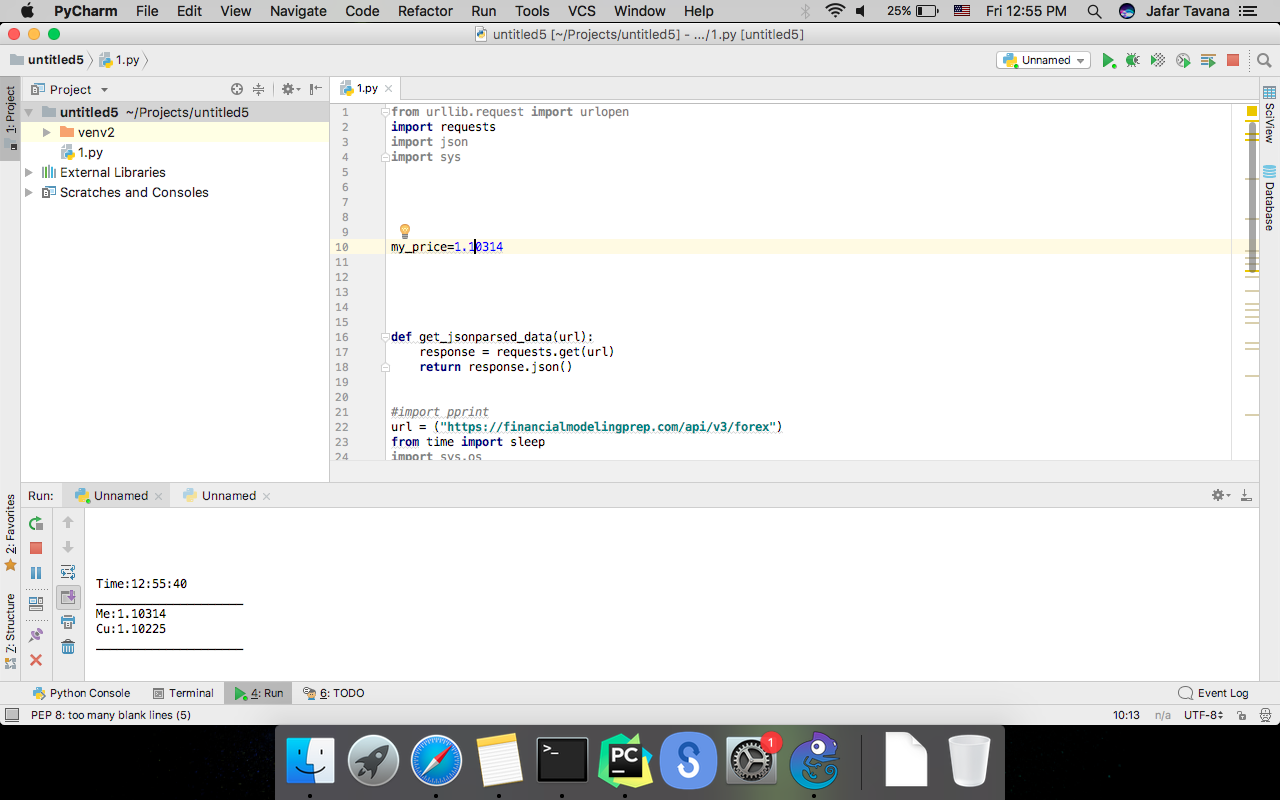 PyCharm File Edit View Navigate Code Refactor Run Tools VCS Window Help 25% Fri 12:55 PM Jafar Tavana
untitled5 [~/Projects/untitled5] - .../1.py [untitled5]
untitled5 1.py Unnamed
1: Project
Project
1.py
untitled5 ~/Projects/untitled5
venv2
1.py
External Libraries
Scratches and Consoles
1 from urllib.request import urlopen
2 import requests
3 import json
4 import sys
5
6
7
8
9
10 my_price=1.10314
11
12
13
14
15
16 def get_jsonparsed_data(url):
17 response = requests.get(url)
18 return response.json()
19
20
21 #import pprint
22 url = ("https://financialmodelingprep.com/api/v3/forex")
23 from time import sleep
24 import sys,os
SciView
Database
2: Favorites
7: Structure
Run: Unnamed Unnamed
Time:12:55:40
Me:1.10314
Cu:1.10225
Python Console Terminal 4: Run 6: TODO Event Log
PEP 8: too many blank lines (5) 10:13 n/a UTF-8
>_ PC S 1